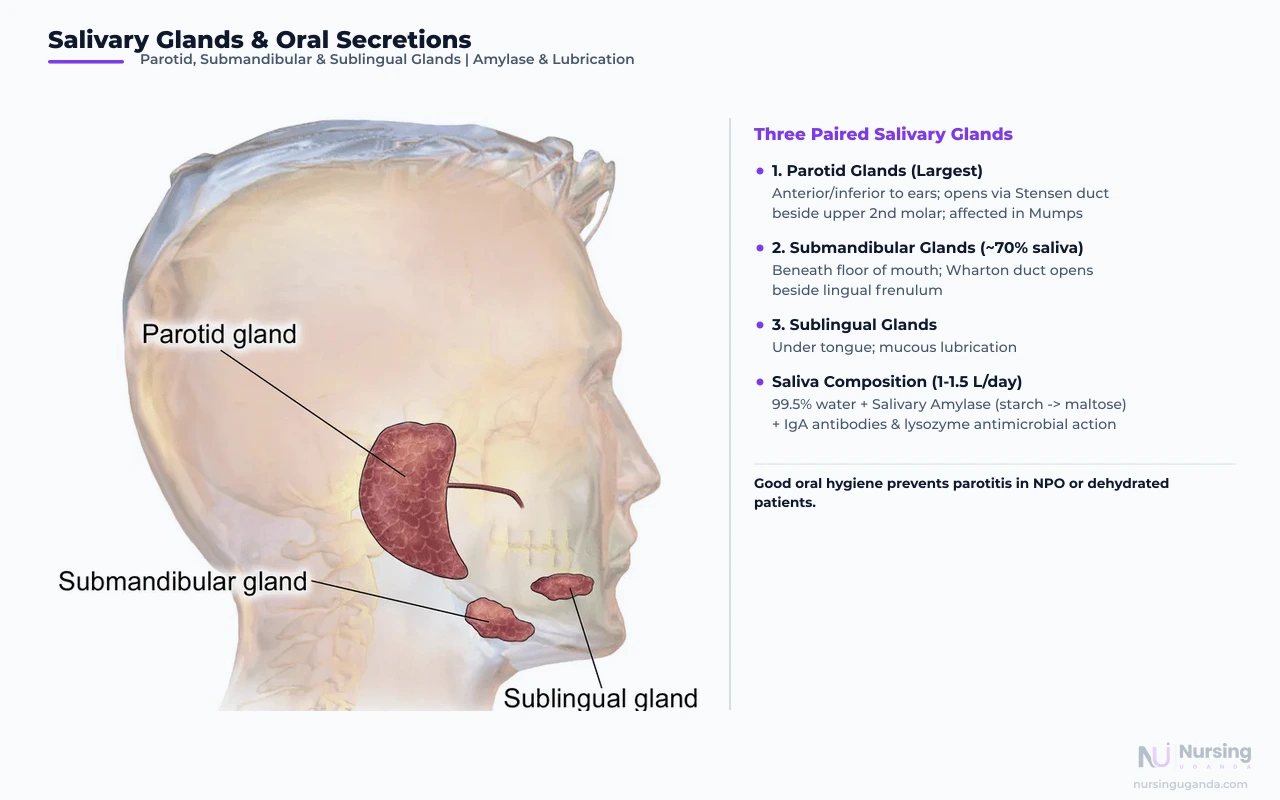 Salivary Glands & Oral Secretions
Parotid, Submandibular & Sublingual Glands | Amylase & Lubrication
Parotid gland
Submandibular gland
Sublingual gland
Three Paired Salivary Glands
1. Parotid Glands (Largest)
Anterior/inferior to ears; opens via Stensen duct
beside upper 2nd molar; affected in Mumps
2. Submandibular Glands (~70% saliva)
Beneath floor of mouth; Wharton duct opens
beside lingual frenulum
3. Sublingual Glands
Under tongue; mucous lubrication
Saliva Composition (1-1.5 L/day)
99.5% water + Salivary Amylase (starch -> maltose)
+ IgA antibodies & lysozyme antimicrobial action
Good oral hygiene prevents parotitis in NPO or dehydrated
patients.
NU Nursing
UGANDA
nursinguganda.com